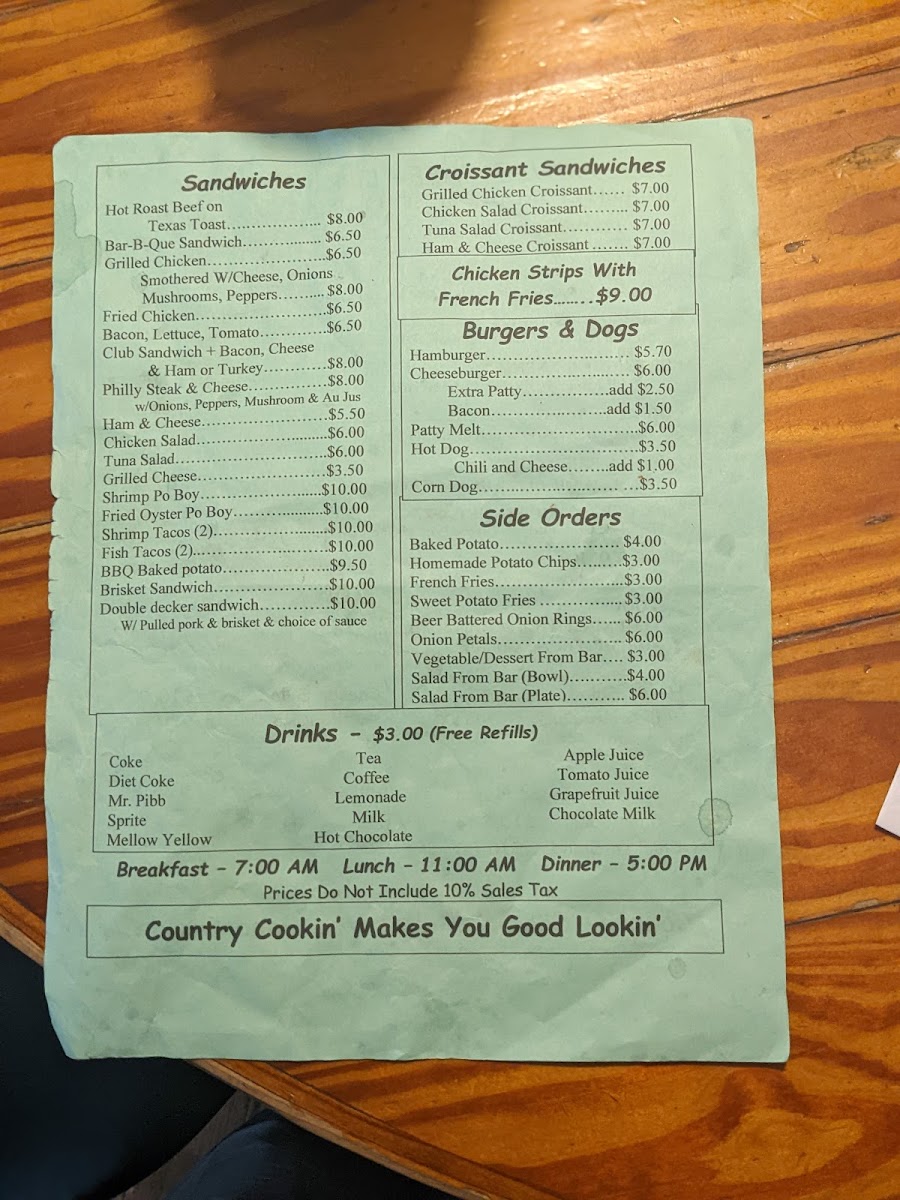 Sandwiches
Hot Roast Beef on
Texas Toast.................. $8.00
Bar-B-Que Sandwich............... $6.50
Grilled Chicken.......................$6.50
Smothered W/Cheese, Onions
Mushrooms, Peppers.......... $8.00
Fried Chicken.........................$6.50
Bacon, Lettuce, Tomato.............$6.50
Club Sandwich + Bacon, Cheese
& Ham or Turkey............$8.00
Philly Steak & Cheese...............$8.00
w/Onions, Peppers, Mushroom & Au Jus
Ham & Cheese........................$5.50
Chicken Salad.........................$6.00
Tuna Salad.............................$6.00
Grilled Cheese........................$3.50
Shrimp Po Boy.......................$10.00
Fried Oyster Po Boy.................$10.00
Shrimp Tacos (2)......................$10.00
Fish Tacos (2).........................$10.00
BBQ Baked potato...................$9.50
Brisket Sandwich.....................$10.00
Double decker sandwich............$10.00
W/ Pulled pork & brisket & choice of sauce
Croissant Sandwiches
Grilled Chicken Croissant...... $7.00
Chicken Salad Croissant......... $7.00
Tuna Salad Croissant............ $7.00
Ham & Cheese Croissant ....... $7.00
Chicken Strips With
French Fries.........$9.00
Burgers & Dogs
Hamburger........................... $5.70
Cheeseburger........................ $6.00
Extra Patty...............add $2.50
Bacon.....................add $1.50
Patty Melt.............................$6.00
Hot Dog................................$3.50
Chili and Cheese........add $1.00
Corn Dog.......................... ...$3.50
Side Orders
Baked Potato...................... $4.00
Homemade Potato Chips.........$3.00
French Fries........................$3.00
Sweet Potato Fries ................$3.00
Beer Battered Onion Rings...... $6.00
Onion Petals.......................$6.00
Vegetable/Dessert From Bar.... $3.00
Salad From Bar (Bowl)...........$4.00
Salad From Bar (Plate)........... $6.00
Drinks - $3.00 (Free Refills)
Coke
Diet Coke
Mr. Pibb
Sprite
Mellow Yellow
Tea
Coffee
Lemonade
Milk
Hot Chocolate
Apple Juice
Tomato Juice
Grapefruit Juice
Chocolate Milk
Breakfast - 7:00 AM Lunch - 11:00 AM Dinner - 5:00 PM
Prices Do Not Include 10% Sales Tax
Country Cookin' Makes You Good Lookin'